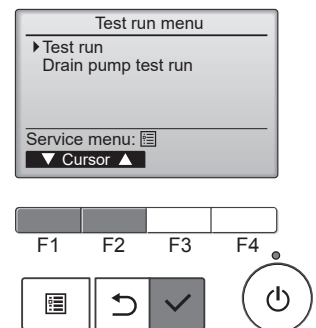 Test run menu
Test run
Drain pump test run
Service menu:
▼ Cursor ▲
F1 F2 F3 F4